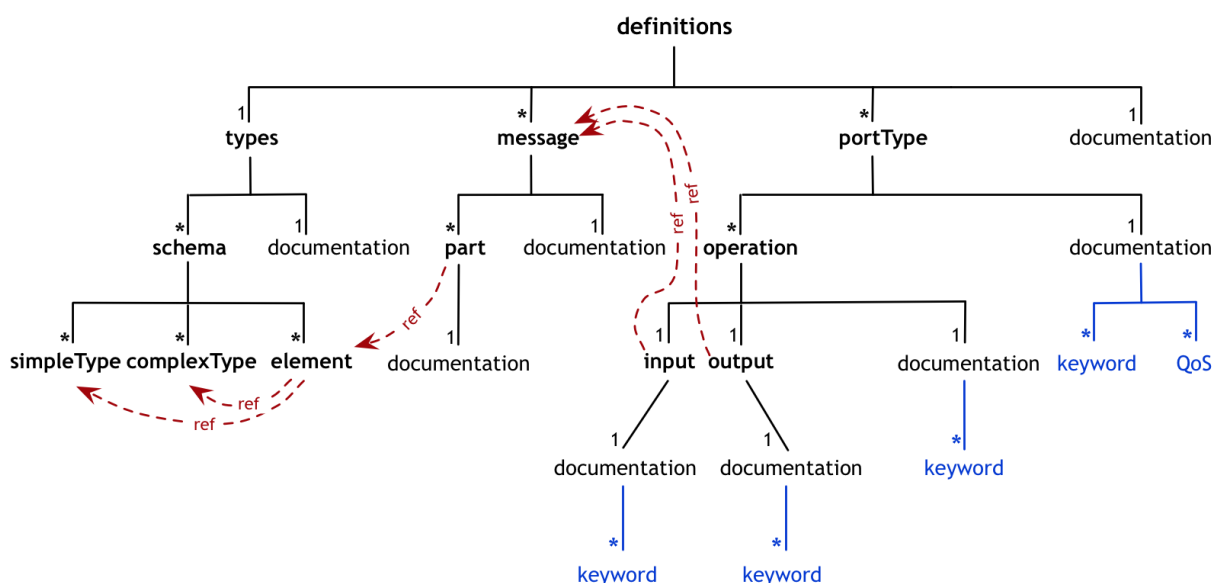 definitions
1 * * 1
types message portType documentation
ref
ref
* 1 * 1 * 1
schema documentation part documentation operation documentation
ref
* * * 1 1 1 1 * *
simpleType complexType element documentation input output documentation keyword QoS
ref
ref
1 1 *
documentation documentation keyword
* *
keyword keyword